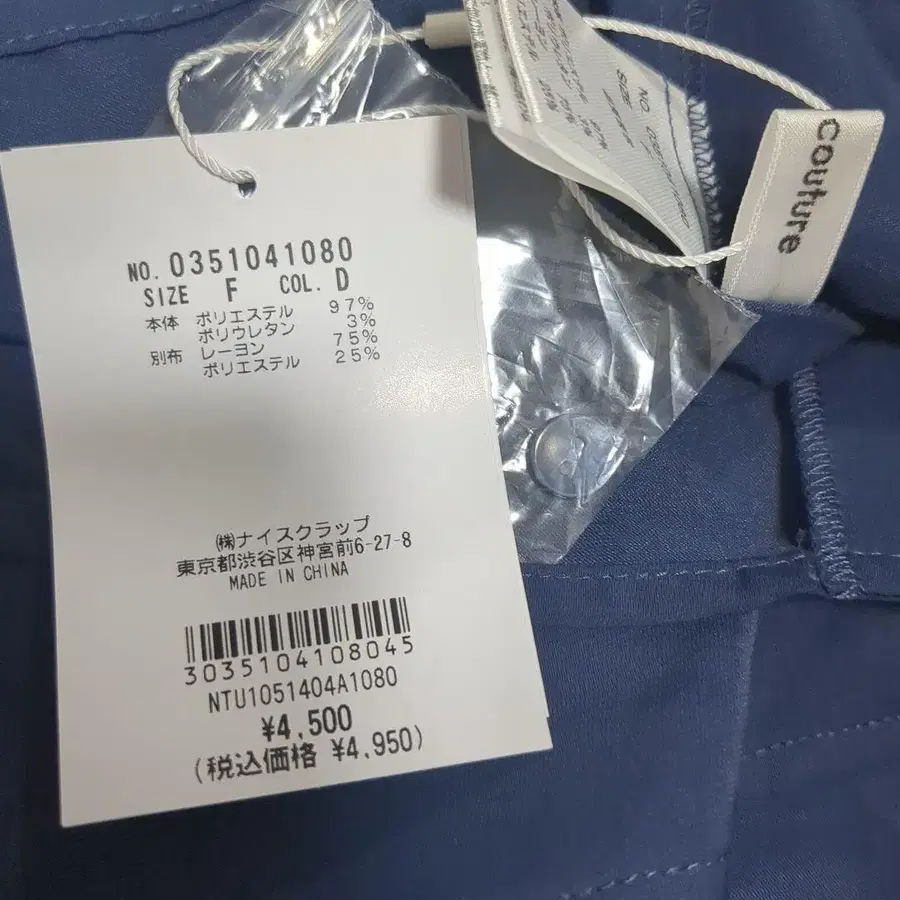 NO. 0351041080
SIZE F COL. D
本体 ポリエステル 97%
ポリウレタン 3%
別布 レーヨン 75%
ポリエステル 25%
㈱ナイスクラップ
東京都渋谷区神宮前6-27-8
MADE IN CHINA
3035104108045
NTU1051404A1080
¥4,500
(税込価格 ¥4,950)
couture
SIZE
NO.